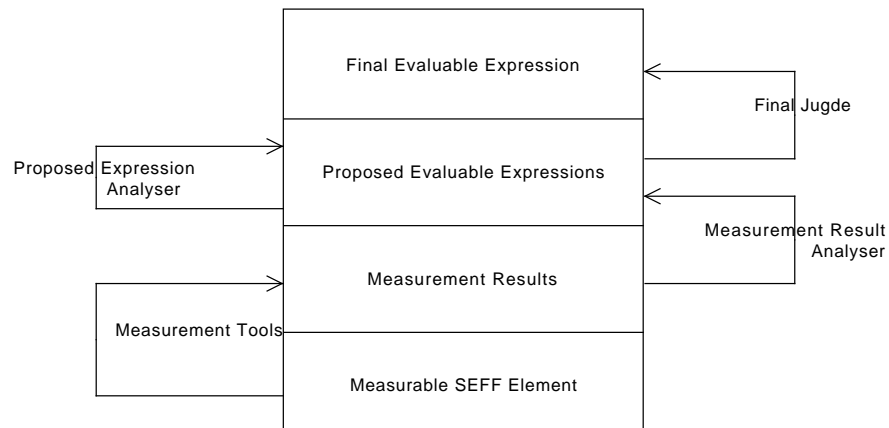 Final Evaluable Expression
Final Jugde
Proposed Expression
Analyser
Proposed Evaluable Expressions
Measurement Result
Analyser
Measurement Results
Measurement Tools
Measurable SEFF Element